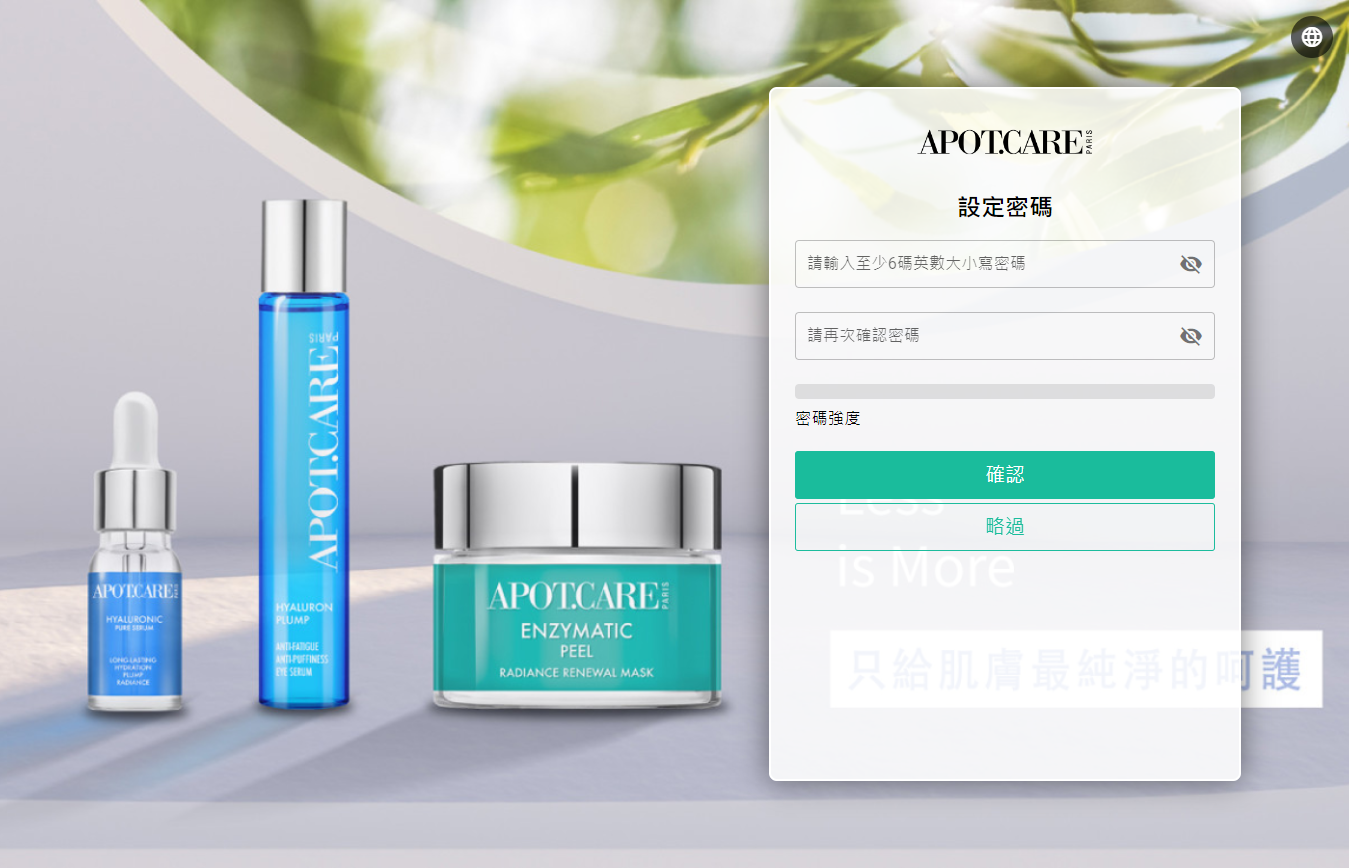 APOT.CARE PARIS
設定密碼
請輸入至少6碼英數大小寫密碼
請再次確認密碼
密碼強度
確認
略過
Less
is More
只給肌膚最純淨的呵護
APOT.CARE PARIS
HYALURONIC
PURE SERUM
LONG-LASTING
HYDRATION
PLUMP
RADIANCE
APOT.CARE PARIS
HYALURON
PLUMP
ANTI-FATIGUE
ANTI-PUFFINESS
EYE SERUM
APOT.CARE PARIS
ENZYMATIC
PEEL
RADIANCE RENEWAL MASK